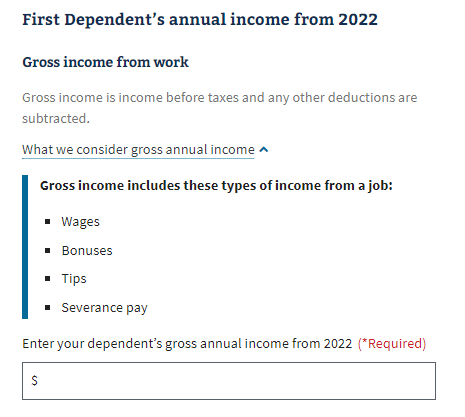 First Dependent’s annual income from 2022
Gross income from work
Gross income is income before taxes and any other deductions are
subtracted.
What we consider gross annual income
Gross income includes these types of income from a job:
▪ Wages
▪ Bonuses
▪ Tips
▪ Severance pay
Enter your dependent’s gross annual income from 2022 (*Required)
$